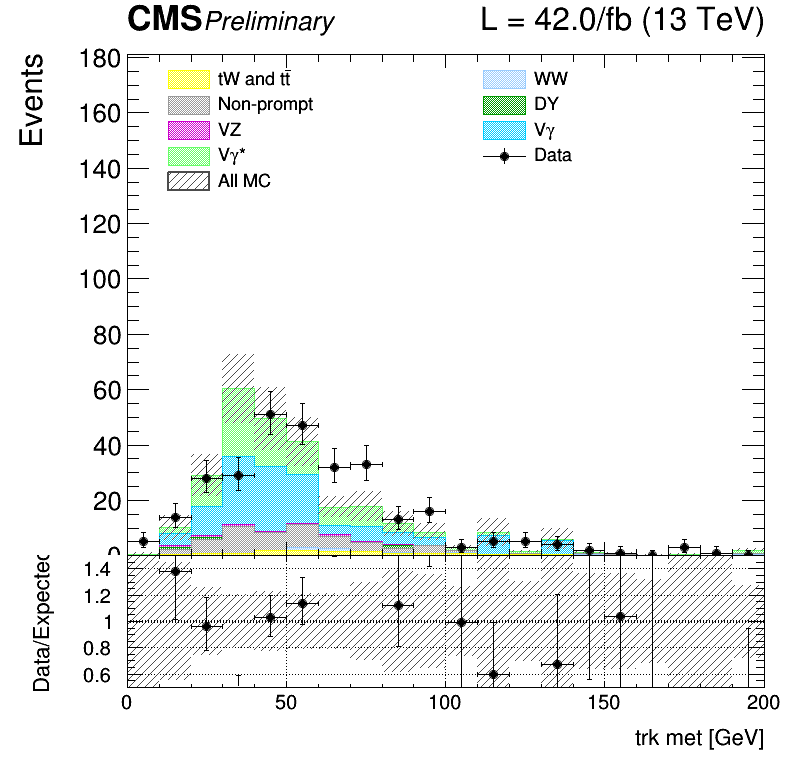 CMS Preliminary L = 42.0/fb (13 TeV)
Events
180
160
140
120
100
80
60
40
20
0
tW and tt̄
Non-prompt
VZ
Vγ*
All MC
WW
DY
Vγ
Data
Data/Expected
1.4
1.2
1
0.8
0.6
0 50 100 150 200
trk met [GeV]